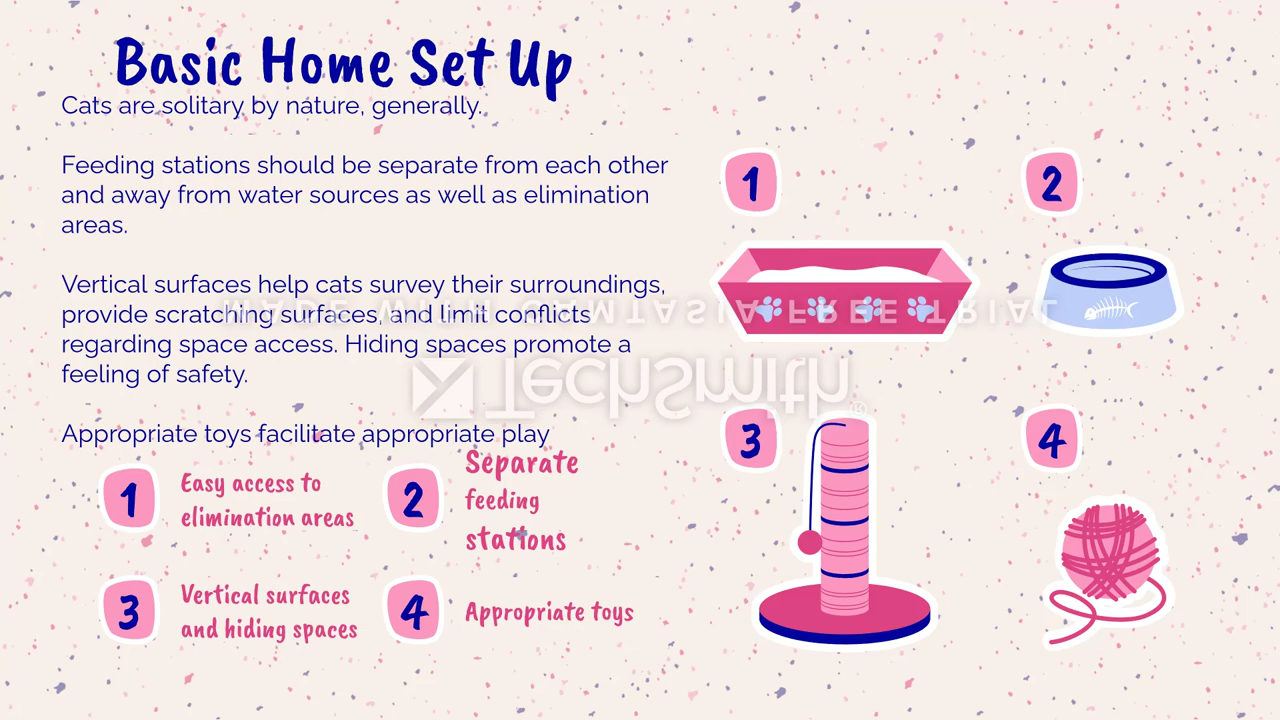 Basic Home Set Up
Cats are solitary by nature, generally.
Feeding stations should be separate from each other
and away from water sources as well as elimination
areas.
Vertical surfaces help cats survey their surroundings,
provide scratching surfaces, and limit conflicts
regarding space access. Hiding spaces promote a
feeling of safety.
Appropriate toys facilitate appropriate play
1 Easy access to
elimination areas
2 Separate
feeding
stations
3 Vertical surfaces
and hiding spaces
4 Appropriate toys
1
2
3
4
MADE WITH CAMTASIA FREE TRIAL
TechSmith®